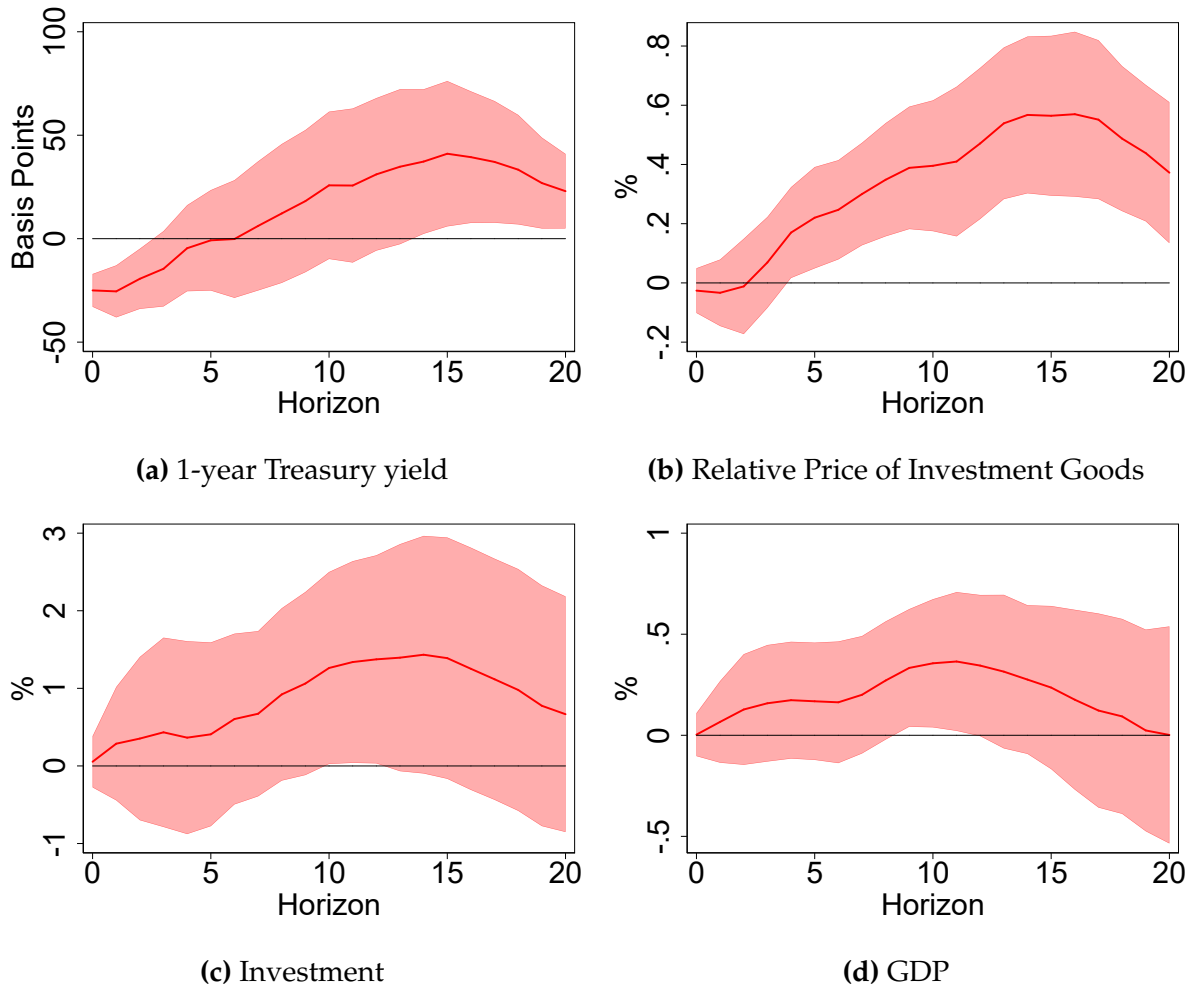 100
50
0
-50
Basis Points
0 5 10 15 20
Horizon
(a) 1-year Treasury yield
.8
.6
.4
.2
0
-.2
%
0 5 10 15 20
Horizon
(b) Relative Price of Investment Goods
3
2
1
0
-1
%
0 5 10 15 20
Horizon
(c) Investment
1
.5
0
-.5
%
0 5 10 15 20
Horizon
(d) GDP